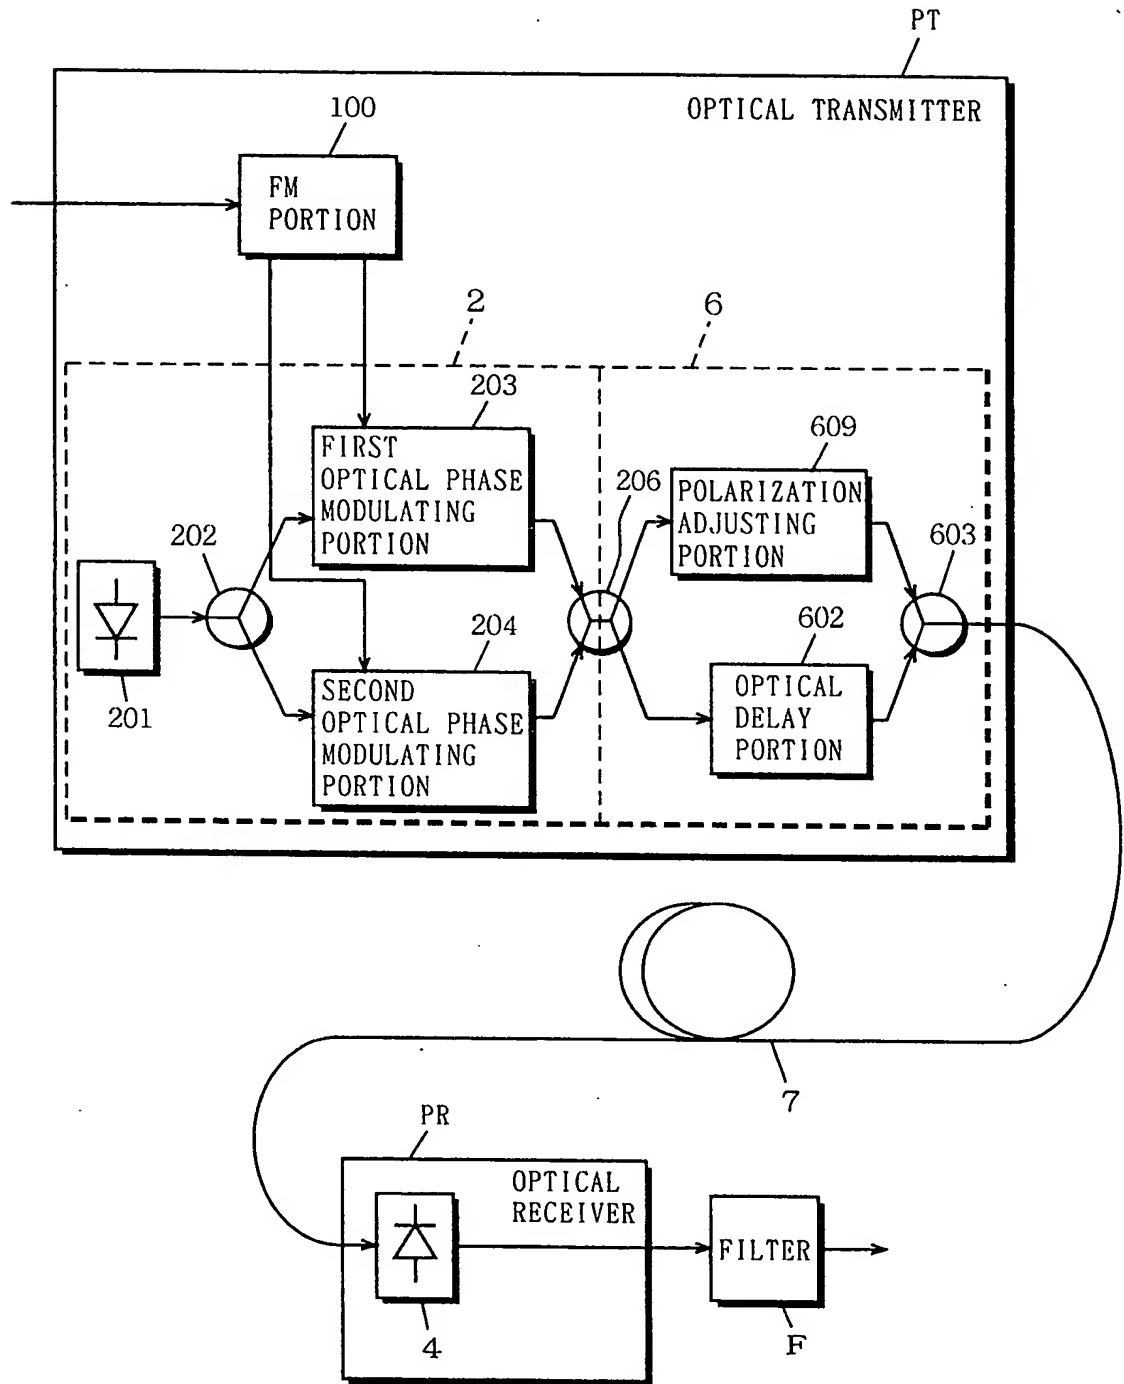 PT
OPTICAL TRANSMITTER
100
FM
PORTION
2
6
203
FIRST
OPTICAL PHASE
MODULATING
PORTION
206
609
POLARIZATION
ADJUSTING
PORTION
603
202
201
204
SECOND
OPTICAL PHASE
MODULATING
PORTION
602
OPTICAL
DELAY
PORTION
7
PR
OPTICAL
RECEIVER
4
FILTER
F